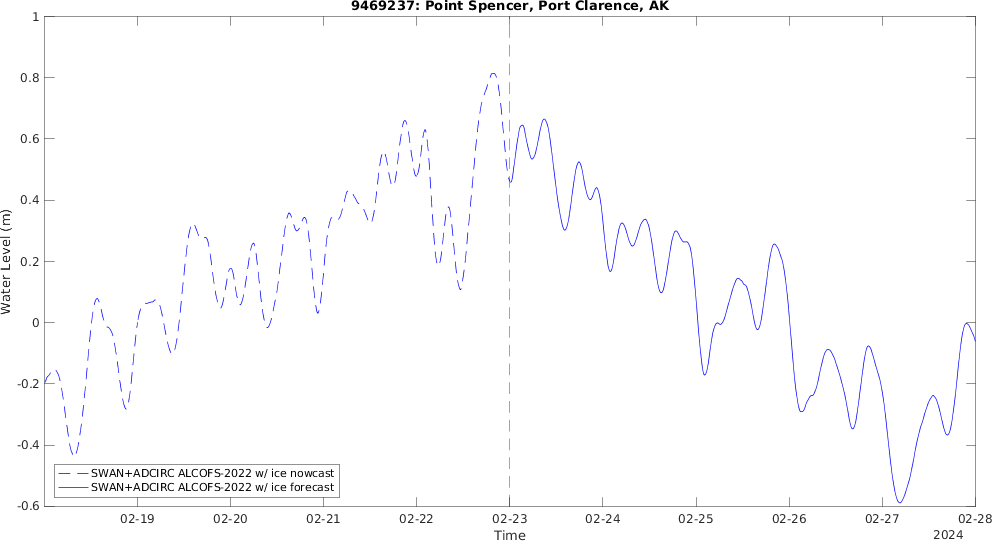 9469237: Point Spencer, Port Clarence, AK
Water Level (m)
1
0.8
0.6
0.4
0.2
0
-0.2
-0.4
-0.6
SWAN+ADCIRC ALCOFS-2022 w/ ice nowcast
SWAN+ADCIRC ALCOFS-2022 w/ ice forecast
02-19 02-20 02-21 02-22 02-23 02-24 02-25 02-26 02-27 02-28
Time
2024